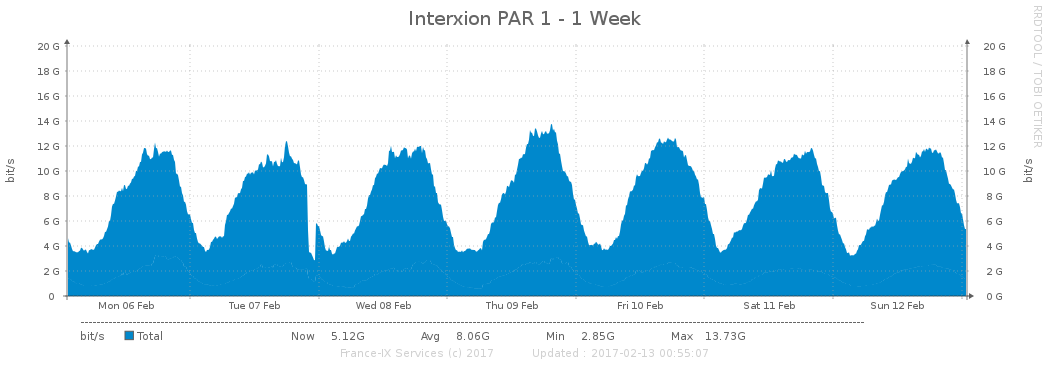 Interxion PAR 1 - 1 Week
RRDTOOL / TOBI OETIKER
20 G 20 G
18 G 18 G
16 G 16 G
14 G 14 G
12 G 12 G
10 G 10 G
8 G 8 G
6 G 6 G
4 G 4 G
2 G 2 G
0 0 G
bit/s
bit/s
Mon 06 Feb Tue 07 Feb Wed 08 Feb Thu 09 Feb Fri 10 Feb Sat 11 Feb Sun 12 Feb
bit/s Total Now 5.12G Avg 8.06G Min 2.85G Max 13.73G
France-IX Services (c) 2017 Updated : 2017-02-13 00:55:07